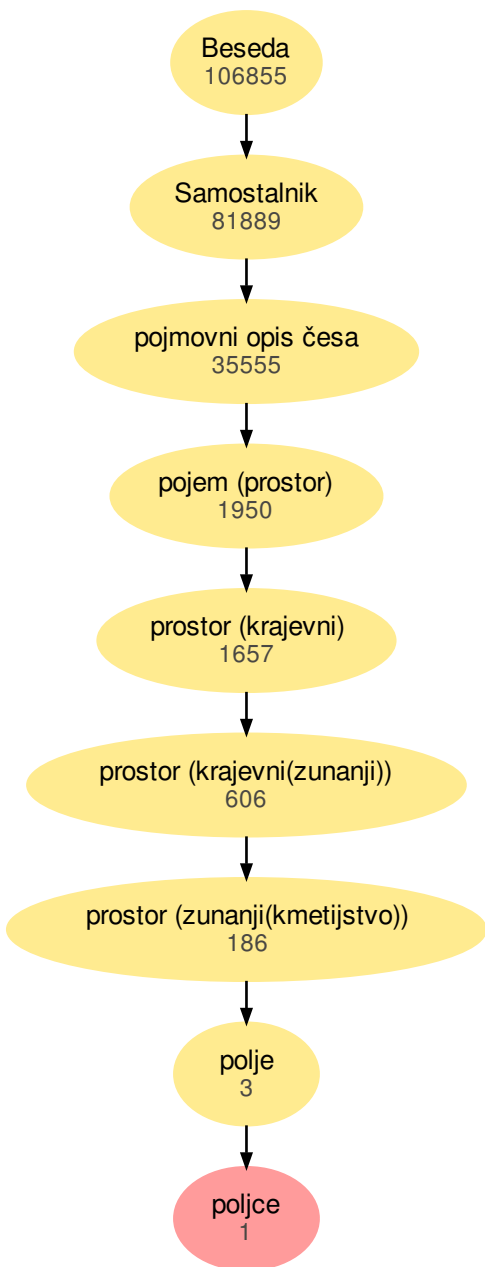 Beseda
106855
Samostalnik
81889
pojmovni opis česa
35555
pojem (prostor)
1950
prostor (krajevni)
1657
prostor (krajevni(zunanji))
606
prostor (zunanji(kmetijstvo))
186
polje
3
poljce
1